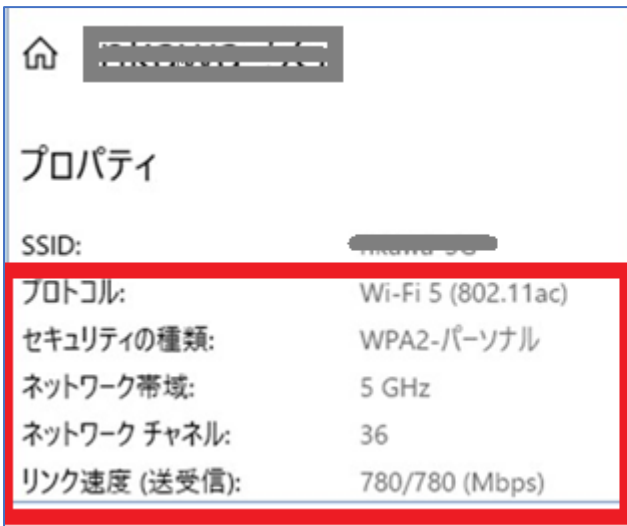 プロパティ
SSID:
プロトコル: Wi-Fi 5 (802.11ac)
セキュリティの種類: WPA2-パーソナル
ネットワーク帯域: 5 GHz
ネットワーク チャネル: 36
リンク速度 (送受信): 780/780 (Mbps)